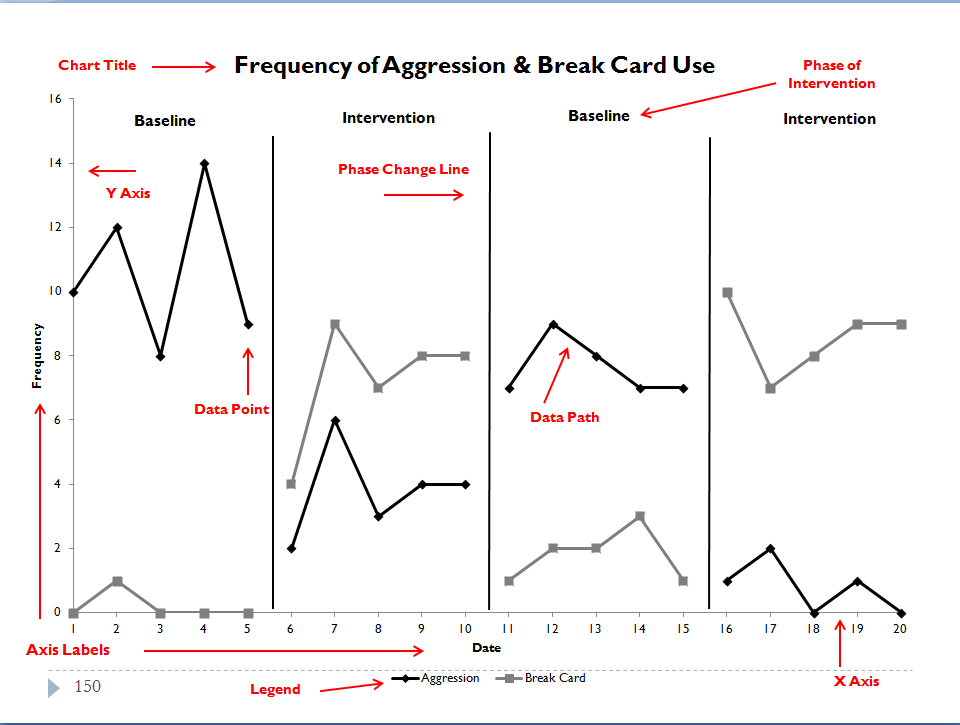 Chart Title
Frequency of Aggression & Break Card Use
Phase of
Intervention
16
Baseline
Intervention
Baseline
Intervention
14
Phase Change Line
Y Axis
12
10
Frequency
8
Data Point
Data Path
6
4
2
0
1 2 3 4 5 6 7 8 9 10 11 12 13 14 15 16 17 18 19 20
Axis Labels
Date
150
Legend
Aggression
Break Card
X Axis